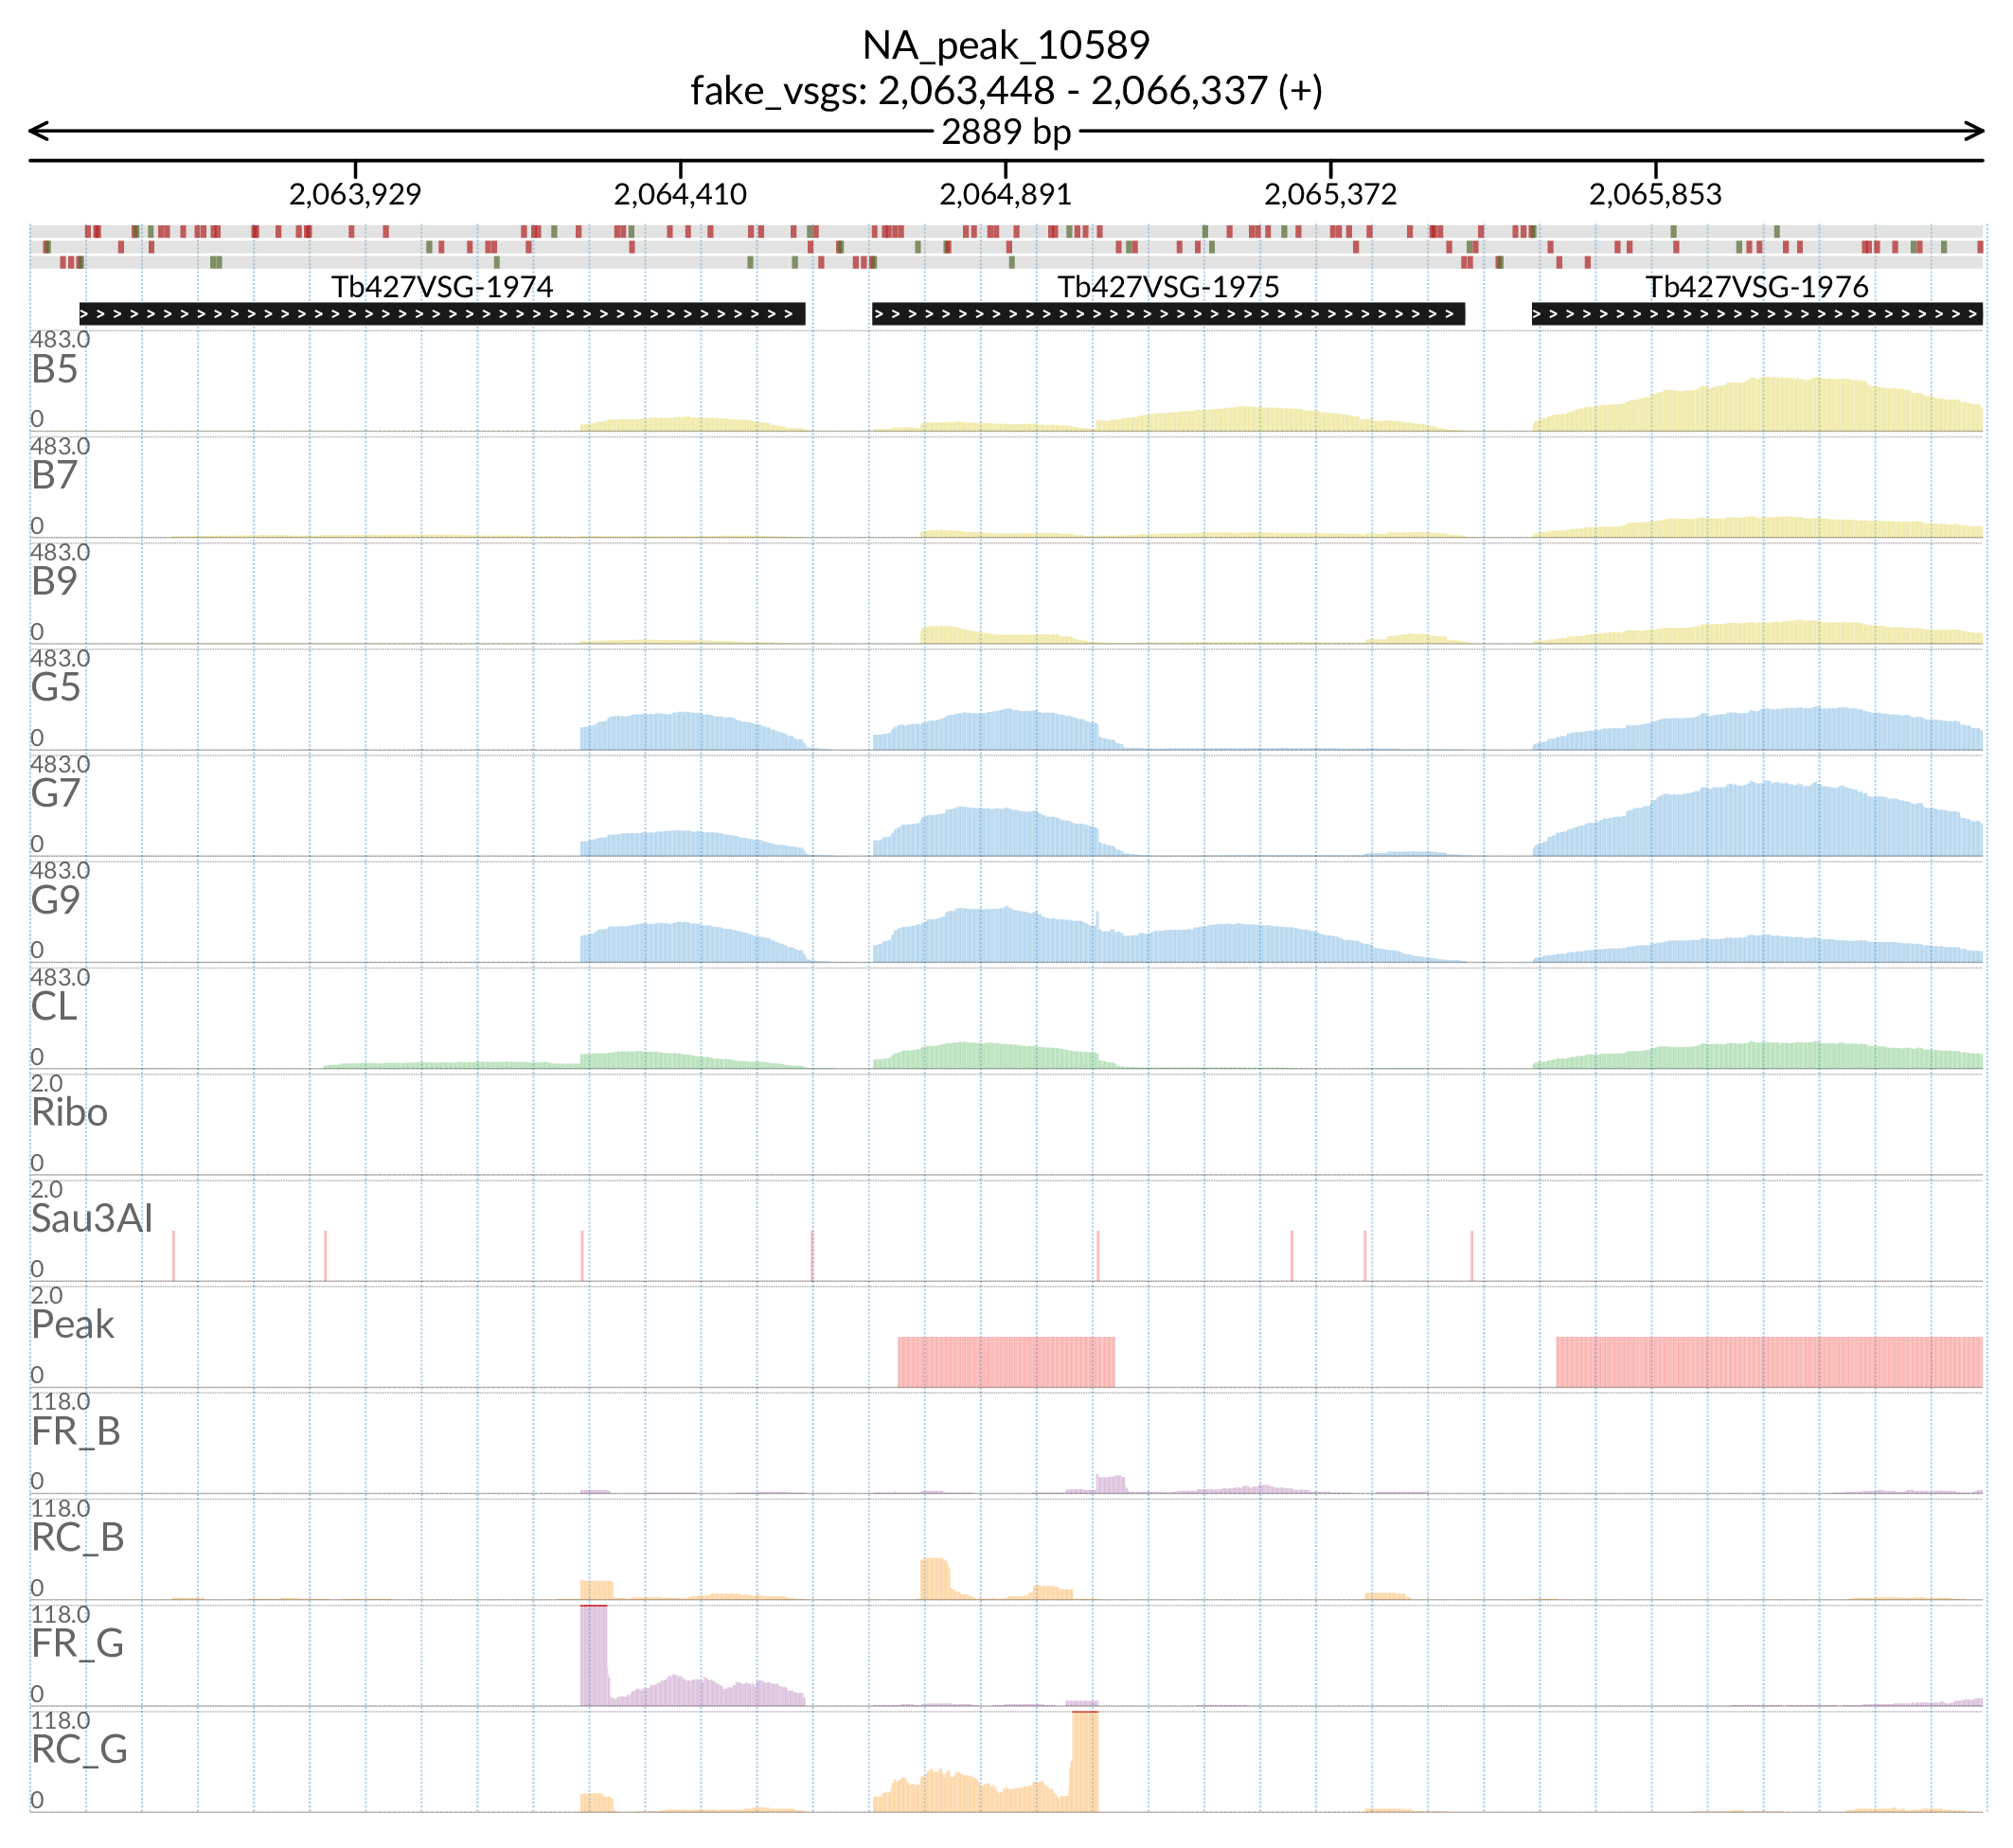 NA_peak_10589
fake_vsgs: 2,063,448 - 2,066,337 (+)
2889 bp
2,063,929 2,064,410 2,064,891 2,065,372 2,065,853
Tb427VSG-1974 Tb427VSG-1975 Tb427VSG-1976
483.0
B5
0
483.0
B7
0
483.0
B9
0
483.0
G5
0
483.0
G7
0
483.0
G9
0
483.0
CL
0
2.0
Ribo
0
2.0
Sau3AI
0
2.0
Peak
0
118.0
FR_B
0
118.0
RC_B
0
118.0
FR_G
0
118.0
RC_G
0